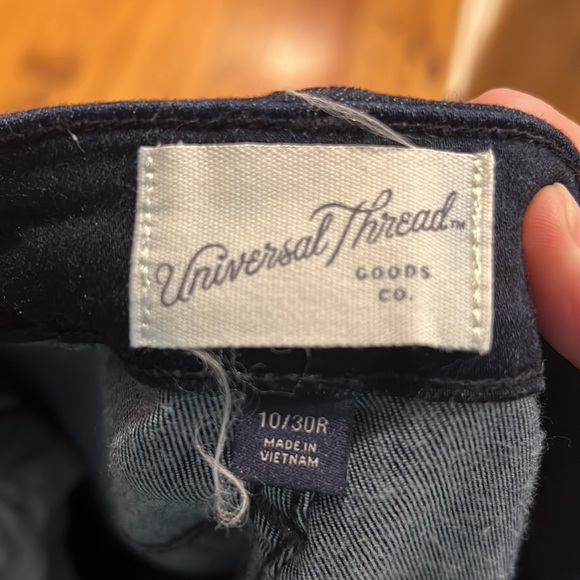 Universal Thread™
GOODS
CO.
10/30R
MADE IN
VIETNAM